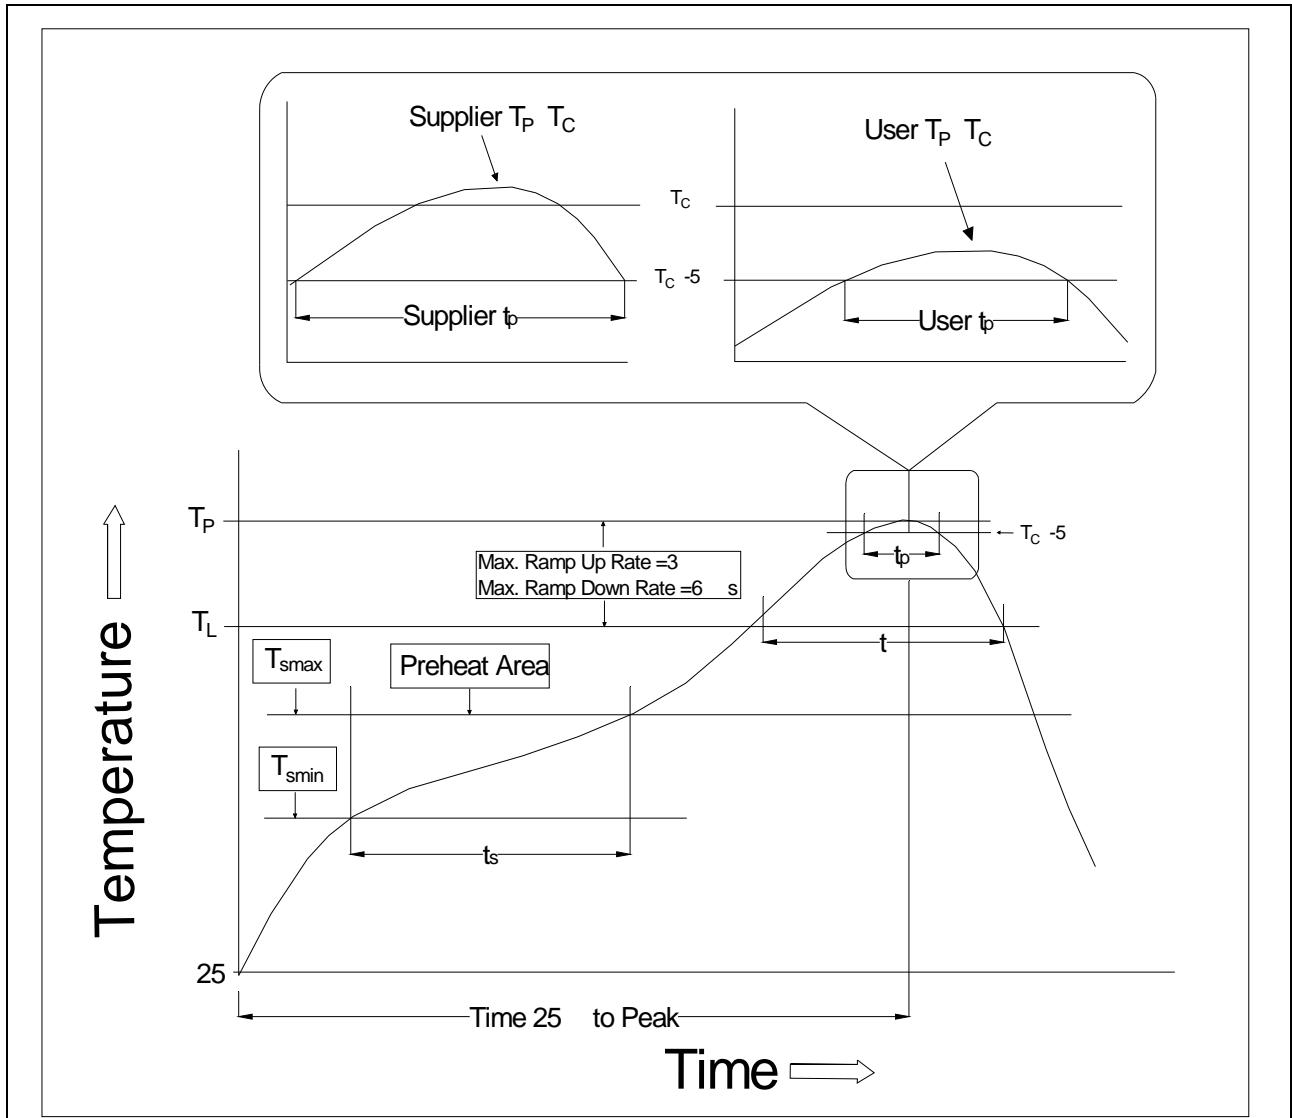 Supplier TP TC
User TP TC
TC
TC -5
Supplier tp
User tp
TP
TC -5
Max. Ramp Up Rate =3
Max. Ramp Down Rate =6 s
tp
TL
t
Tsmax
Preheat Area
Tsmin
ts
Temperature
25
Time 25 to Peak
Time